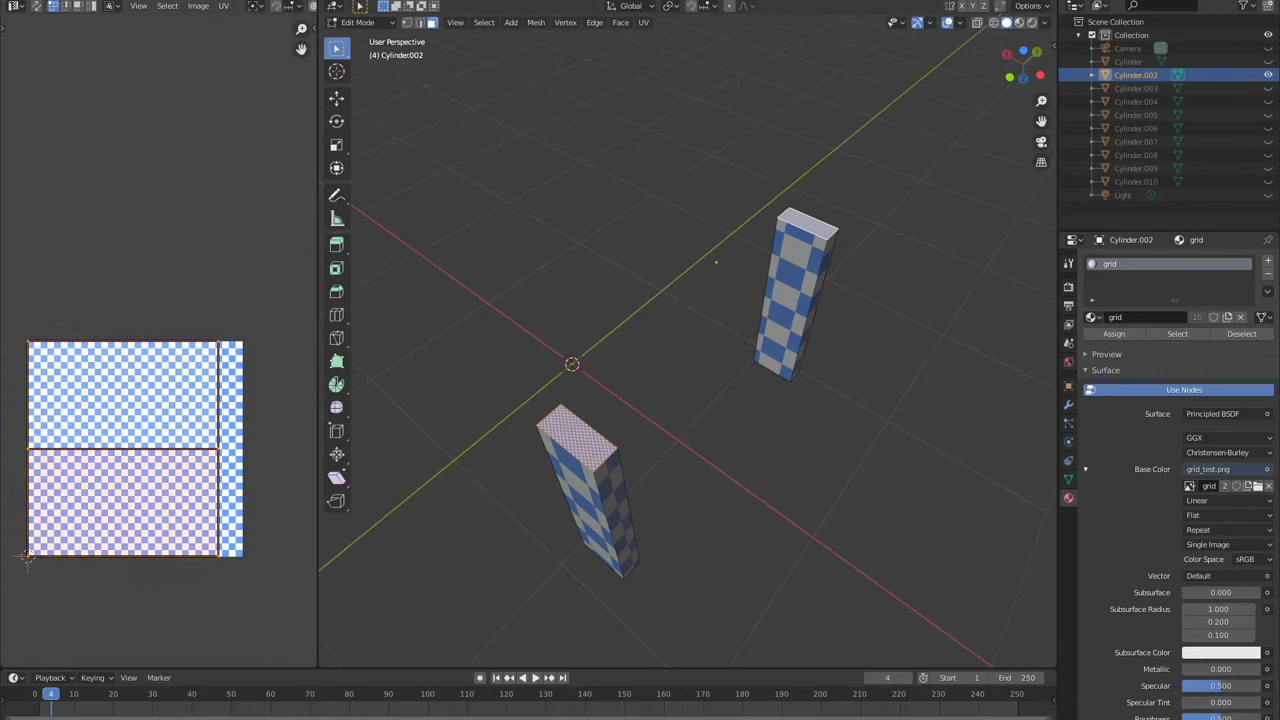 View Select Image UV
Global
Options
Edit Mode View Select Add Mesh Vertex Edge Face UV
User Perspective
(4) Cylinder.002
Scene Collection
Collection
Camera
Cylinder
Cylinder.002
Cylinder.003
Cylinder.004
Cylinder.005
Cylinder.006
Cylinder.007
Cylinder.008
Cylinder.009
Cylinder.010
Light
Cylinder.002 grid
grid
grid 10
Assign Select Deselect
Preview
Surface
Use Nodes
Surface Principled BSDF
GGX
Christensen-Burley
Base Color grid_test.png
grid 2
Linear
Flat
Repeat
Single Image
Color Space sRGB
Vector Default
Subsurface 0.000
Subsurface Radius 1.000
0.200
0.100
Subsurface Color
Metallic 0.000
Specular 0.500
Specular Tint 0.000
Roughness 0.500
Playback Keying View Marker
4 Start 1 End 250
0 4 10 20 30 40 50 60 70 80 90 100 110 120 130 140 150 160 170 180 190 200 210 220 230 240 250